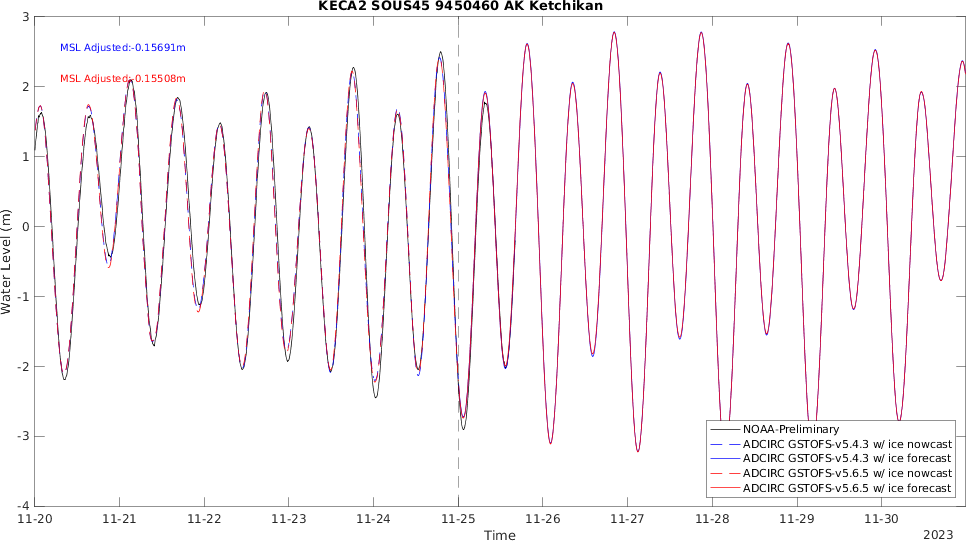 KECA2 SOUS45 9450460 AK Ketchikan
MSL Adjusted:-0.15691m
MSL Adjusted:-0.15508m
Water Level (m)
3
2
1
0
-1
-2
-3
-4
NOAA-Preliminary
ADCIRC GSTOFS-v5.4.3 w/ ice nowcast
ADCIRC GSTOFS-v5.4.3 w/ ice forecast
ADCIRC GSTOFS-v5.6.5 w/ ice nowcast
ADCIRC GSTOFS-v5.6.5 w/ ice forecast
11-20 11-21 11-22 11-23 11-24 11-25 11-26 11-27 11-28 11-29 11-30
Time
2023